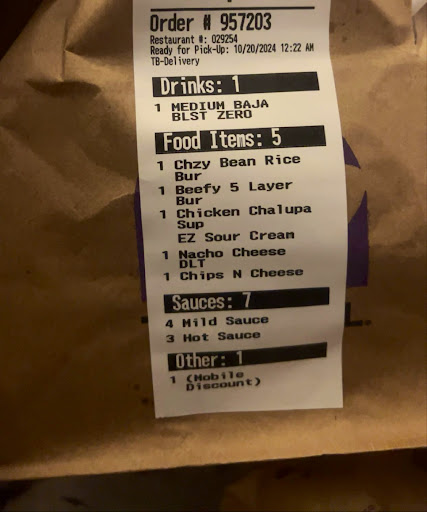 Order # 957203
Restaurant #: 029254
Ready for Pick-Up: 10/20/2024 12:22 AM
TB-Delivery
Drinks: 1
1 MEDIUM BAJA
BLST ZERO
Food Items: 5
1 Chzy Bean Rice
Bur
1 Beefy 5 Layer
Bur
1 Chicken Chalupa
Sup
EZ Sour Cream
1 Nacho Cheese
DLT
1 Chips N Cheese
Sauces: 7
4 Mild Sauce
3 Hot Sauce
Other: 1
1 (Mobile
Discount)